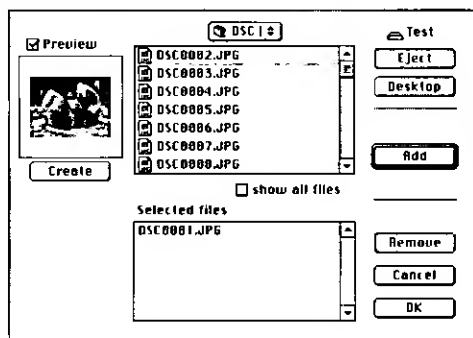 DSC
Test
Preview
DSC0002.JPG
DSC0003.JPG
DSC0004.JPG
DSC0005.JPG
DSC0006.JPG
DSC0007.JPG
DSC0008.JPG
Eject
Desktop
Create
Add
show all files
Selected files
DSC0001.JPG
Remove
Cancel
OK